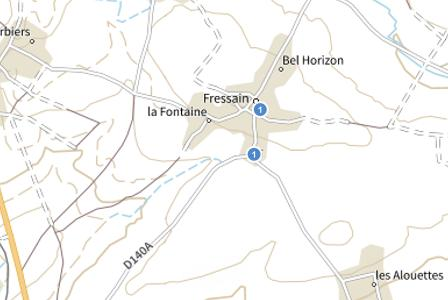 rbiers
Bel Horizon
Fressain
1
la Fontaine
1
D140A
les Alouettes